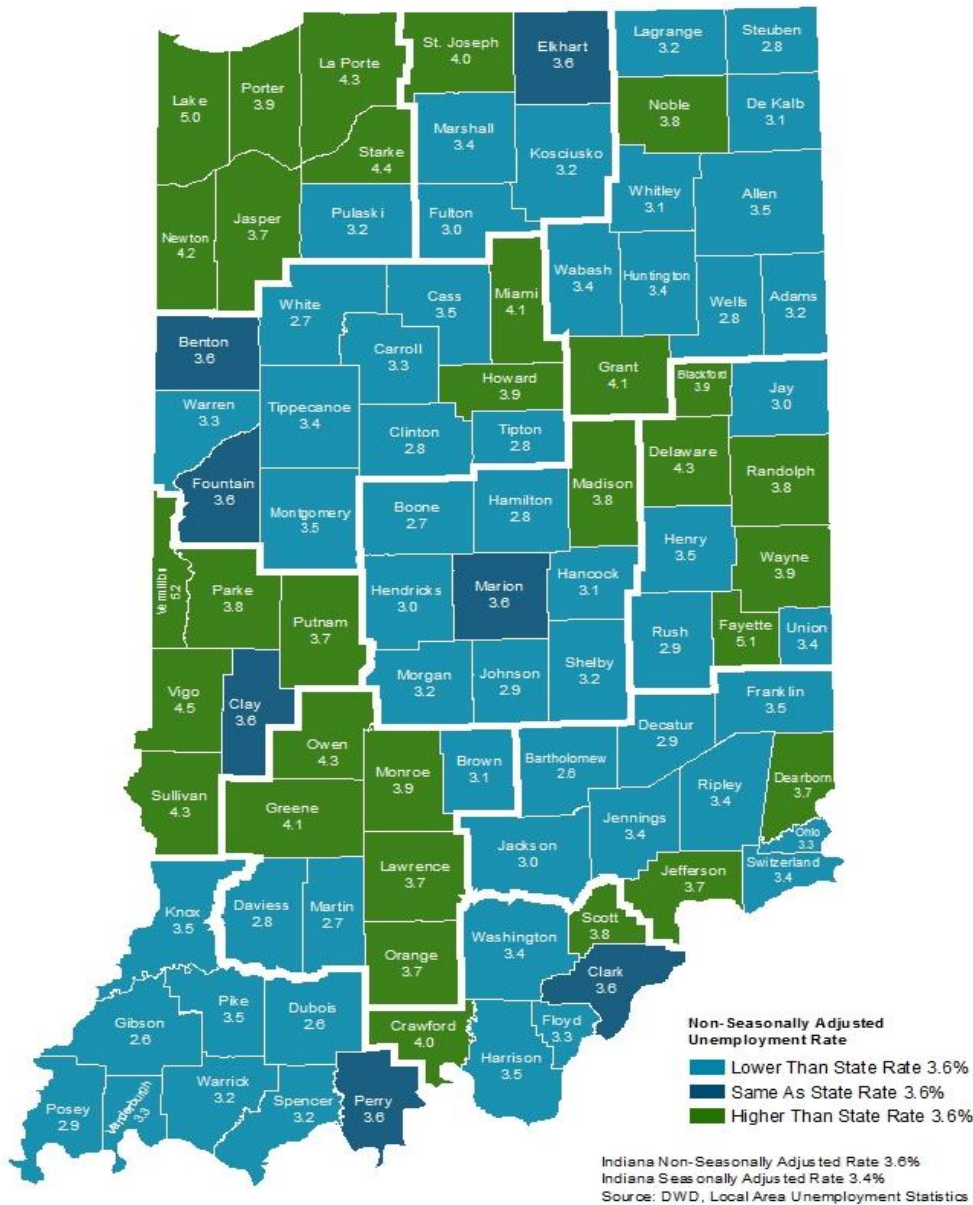 St. Joseph
4.0
Elkhart
3.6
Lagrange
3.2
Steuben
2.8
La Porte
4.3
Porter
3.9
Lake
5.0
Noble
3.8
De Kalb
3.1
Marshall
3.4
Starke
4.4
Kosciusko
3.2
Whitley
3.1
Allen
3.5
Newton
4.2
Jasper
3.7
Pulaski
3.2
Fulton
3.0
Wabash
3.4
Huntington
3.4
Wells
2.8
Adams
3.2
White
2.7
Cass
3.5
Miami
4.1
Benton
3.6
Carroll
3.3
Howard
3.9
Grant
4.1
Blackford
3.9
Jay
3.0
Warren
3.3
Tippecanoe
3.4
Clinton
2.8
Tipton
2.8
Madison
3.8
Delaware
4.3
Randolph
3.8
Fountain
3.6
Montgomery
3.5
Boone
2.7
Hamilton
2.8
Henry
3.5
Wayne
3.9
Vermillion
5.2
Parke
3.8
Putnam
3.7
Hendricks
3.0
Marion
3.6
Hancock
3.1
Rush
2.9
Fayette
5.1
Union
3.4
Vigo
4.5
Clay
3.6
Morgan
3.2
Johnson
2.9
Shelby
3.2
Franklin
3.5
Owen
4.3
Monroe
3.9
Brown
3.1
Bartholomew
2.6
Decatur
2.9
Ripley
3.4
Dearborn
3.7
Sullivan
4.3
Greene
4.1
Jennings
3.4
Ohio
3.3
Switzerland
3.4
Jackson
3.0
Lawrence
3.7
Jefferson
3.7
Knox
3.5
Daviess
2.8
Martin
2.7
Orange
3.7
Washington
3.4
Scott
3.8
Clark
3.6
Gibson
2.6
Pike
3.5
Dubois
2.6
Crawford
4.0
Floyd
3.3
Harrison
3.5
Posey
2.9
Vanderburgh
3.3
Warrick
3.2
Spencer
3.2
Perry
3.6
Non-Seasonally Adjusted
Unemployment Rate
Lower Than State Rate 3.6%
Same As State Rate 3.6%
Higher Than State Rate 3.6%
Indiana Non-Seasonally Adjusted Rate 3.6%
Indiana Seasonally Adjusted Rate 3.4%
Source: DWD, Local Area Unemployment Statistics